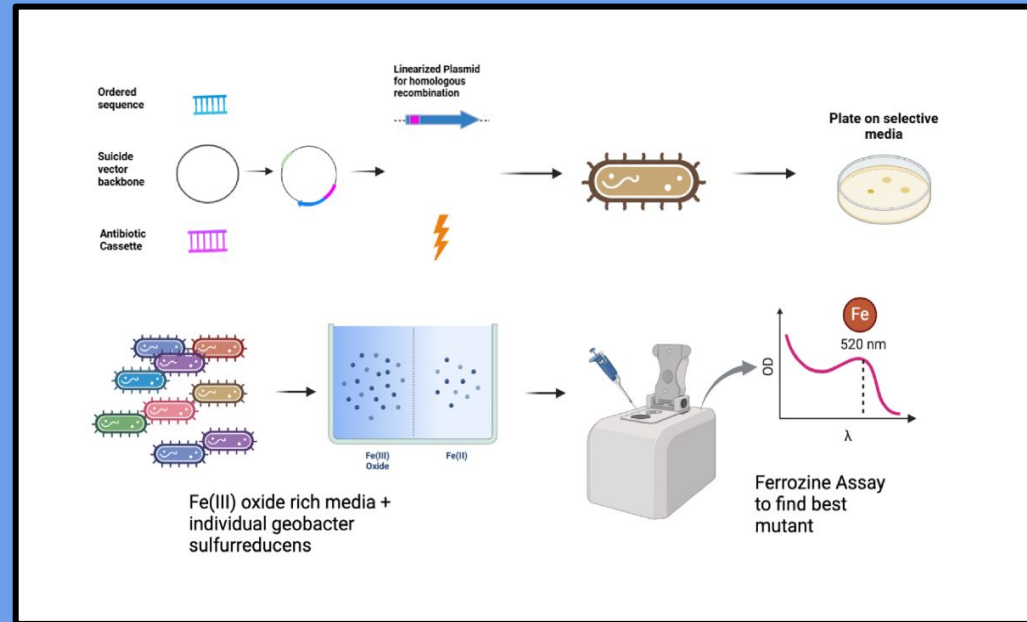 Ordered
sequence
Suicide
vector
backbone
Antibiotic
Cassette
Linearized Plasmid
for homologous
recombination
Plate on selective
media
Fe(III)
Oxide
Fe(II)
Fe(III) oxide rich media +
individual geobacter
sulfurreducens
Fe
520 nm
OD
λ
Ferrozine Assay
to find best
mutant